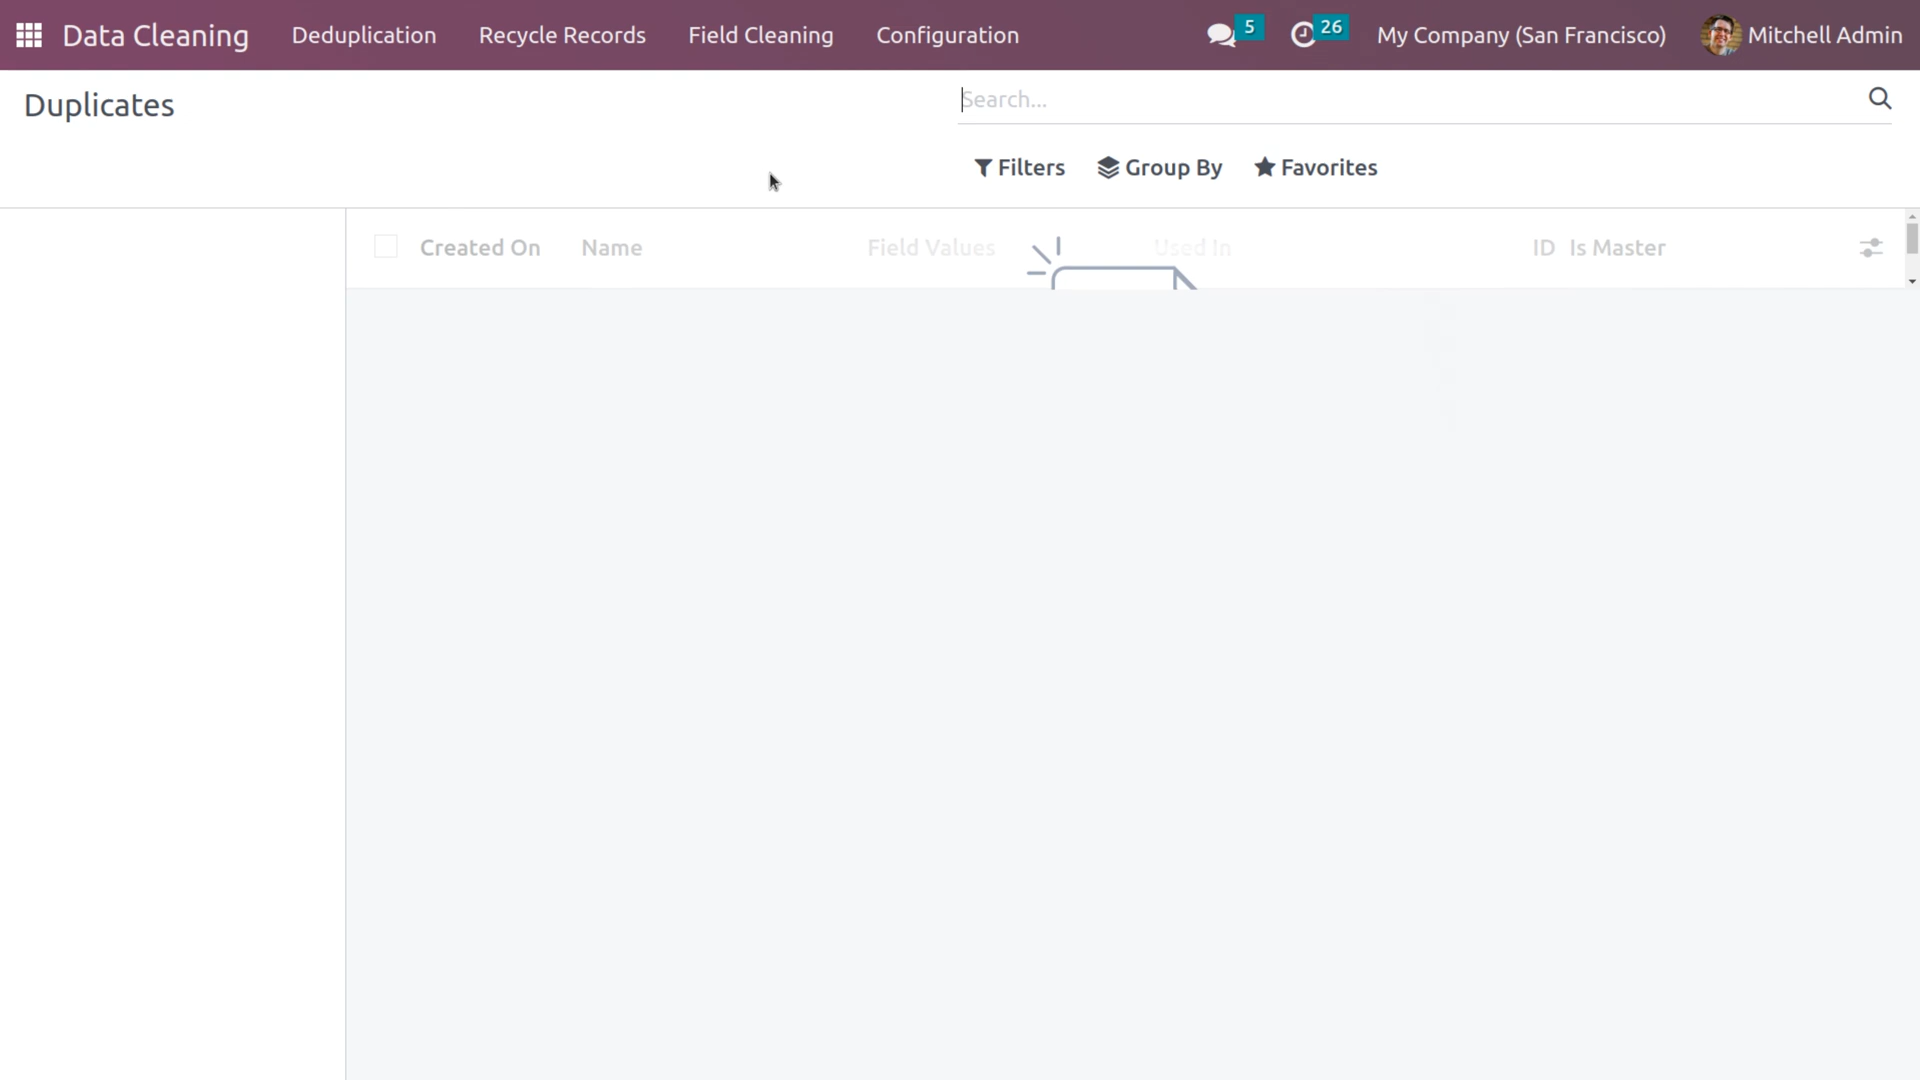 Data Cleaning Deduplication Recycle Records Field Cleaning Configuration 5 26 My Company (San Francisco) Mitchell Admin
Duplicates Search...
Filters Group By Favorites
Created On Name Field Values Used In ID Is Master